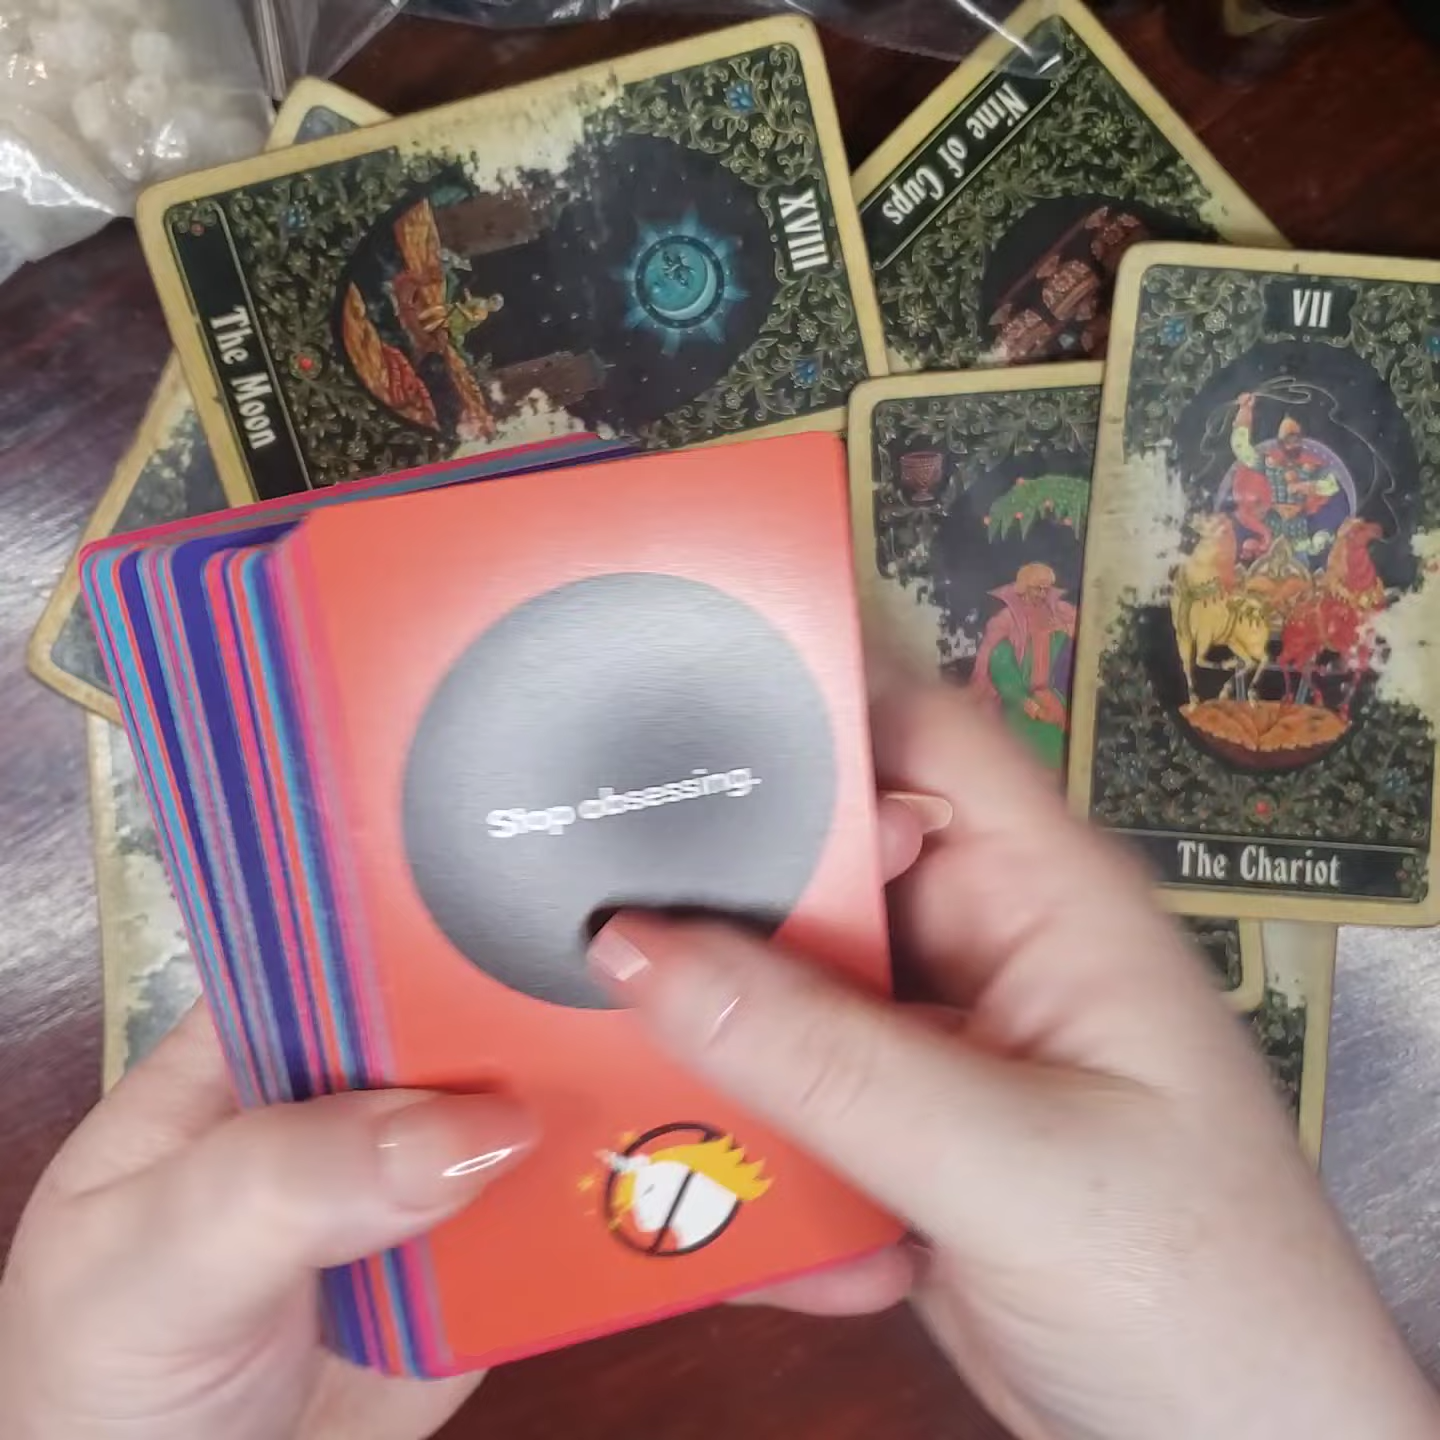 XVIII
The Moon
Nine of Cups
VII
The Chariot
Stop obsessing.